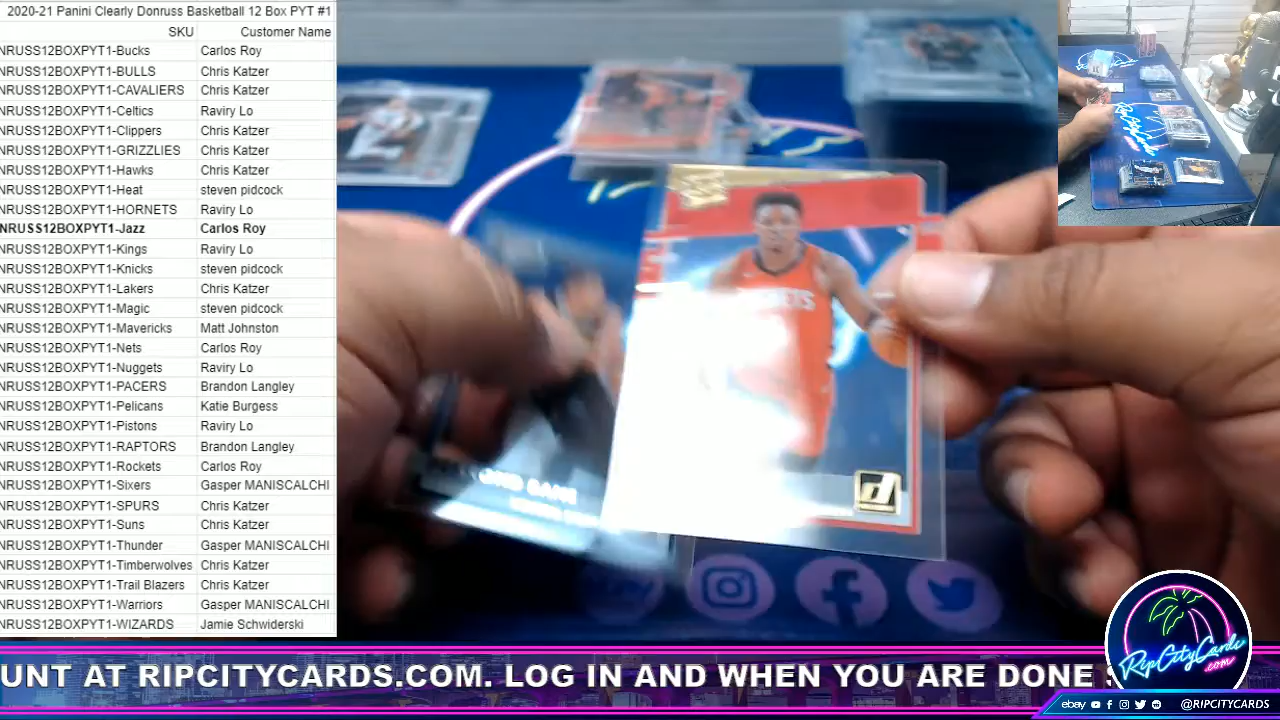 2020-21 Panini Clearly Donruss Basketball 12 Box PYT #1
SKU Customer Name
NRUSS12BOXPYT1-Bucks Carlos Roy
NRUSS12BOXPYT1-BULLS Chris Katzer
NRUSS12BOXPYT1-CAVALIERS Chris Katzer
NRUSS12BOXPYT1-Celtics Raviry Lo
NRUSS12BOXPYT1-Clippers Chris Katzer
NRUSS12BOXPYT1-GRIZZLIES Chris Katzer
NRUSS12BOXPYT1-Hawks Chris Katzer
NRUSS12BOXPYT1-Heat steven pidcock
NRUSS12BOXPYT1-HORNETS Raviry Lo
NRUSS12BOXPYT1-Jazz Carlos Roy
NRUSS12BOXPYT1-Kings Raviry Lo
NRUSS12BOXPYT1-Knicks steven pidcock
NRUSS12BOXPYT1-Lakers Chris Katzer
NRUSS12BOXPYT1-Magic steven pidcock
NRUSS12BOXPYT1-Mavericks Matt Johnston
NRUSS12BOXPYT1-Nets Carlos Roy
NRUSS12BOXPYT1-Nuggets Raviry Lo
NRUSS12BOXPYT1-PACERS Brandon Langley
NRUSS12BOXPYT1-Pelicans Katie Burgess
NRUSS12BOXPYT1-Pistons Raviry Lo
NRUSS12BOXPYT1-RAPTORS Brandon Langley
NRUSS12BOXPYT1-Rockets Carlos Roy
NRUSS12BOXPYT1-Sixers Gasper MANISCALCHI
NRUSS12BOXPYT1-SPURS Chris Katzer
NRUSS12BOXPYT1-Suns Chris Katzer
NRUSS12BOXPYT1-Thunder Gasper MANISCALCHI
NRUSS12BOXPYT1-Timberwolves Chris Katzer
NRUSS12BOXPYT1-Trail Blazers Chris Katzer
NRUSS12BOXPYT1-Warriors Gasper MANISCALCHI
NRUSS12BOXPYT1-WIZARDS Jamie Schwiderski
UNT AT RIPCITYCARDS.COM. LOG IN AND WHEN YOU ARE DONE
RipCityCards
.com
ebay @RIPCITYCARDS